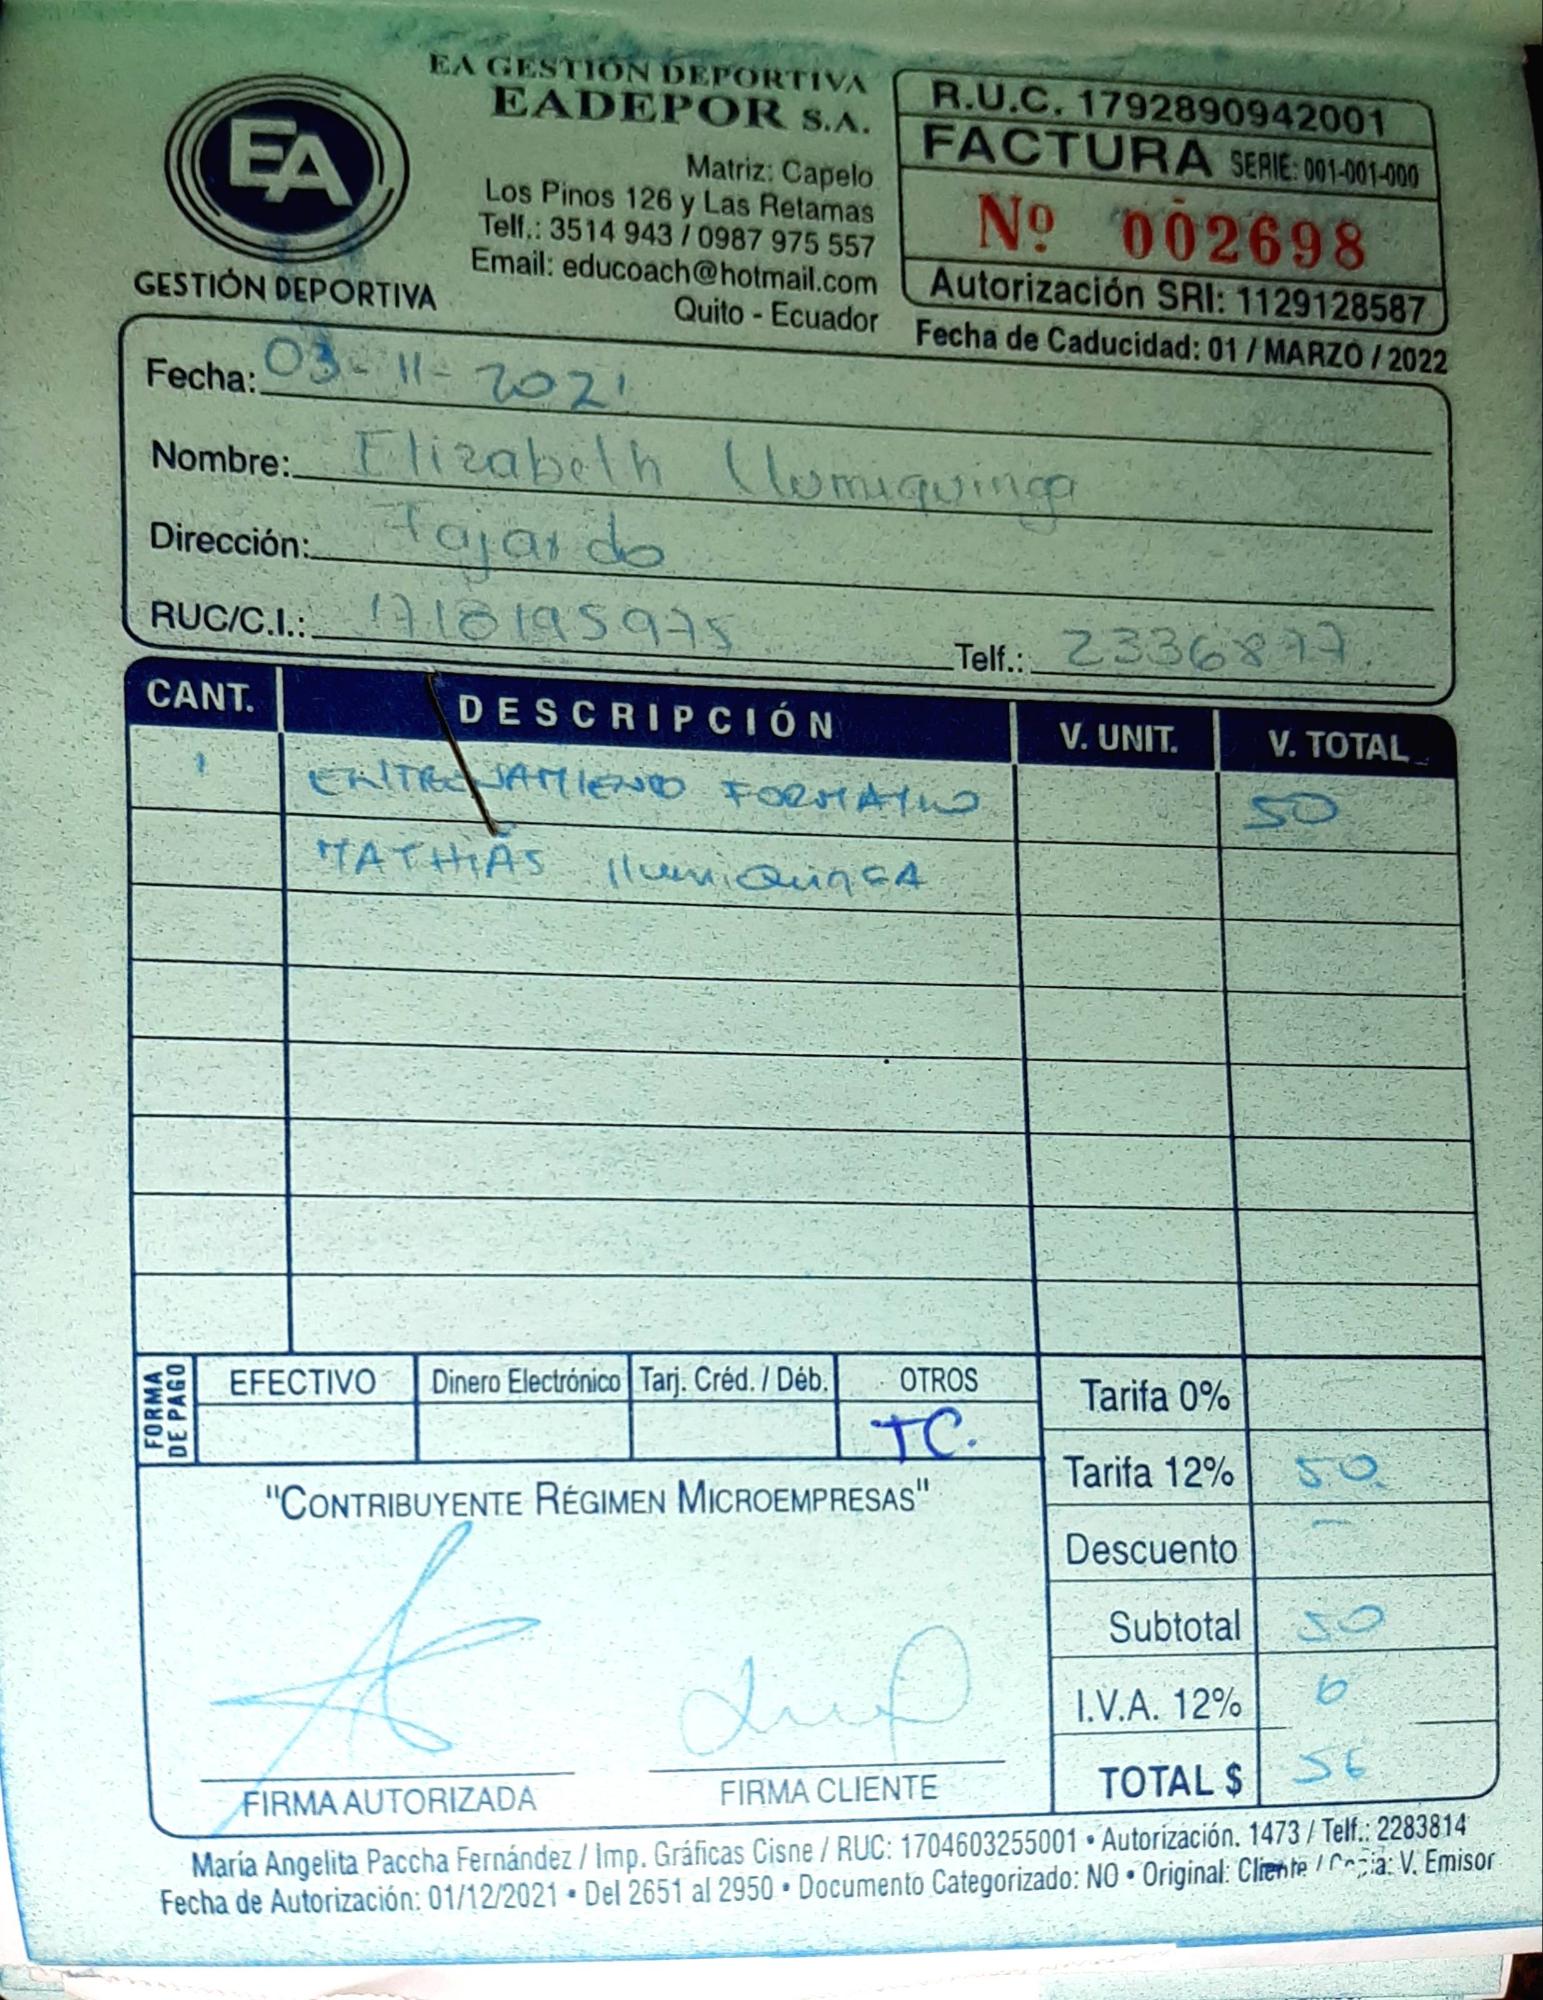 EA GESTIÓN DEPORTIVA
EADEPOR S.A.
EA
GESTIÓN DEPORTIVA
Matriz: Capelo
Los Pinos 126 y Las Retamas
Telf.: 3514 943 / 0987 975 557
Email: educoach@hotmail.com
Quito - Ecuador
R.U.C. 1792890942001
FACTURA SERIE: 001-001-000
Nº 002698
Autorización SRI: 1129128587
Fecha de Caducidad: 01 / MARZO / 2022
Fecha: 03-11-2021
Nombre: Elizabeth Llumiquinga
Dirección: Fajardo
RUC/C.I.: 1718195975 Telf.: 2336877
CANT. DESCRIPCIÓN V. UNIT. V. TOTAL
1 ENTRENAMIENTO FORMATIVO 50
MATHIAS llumiQuinGA
FORMA DE PAGO
EFECTIVO Dinero Electrónico Tarj. Créd. / Déb. OTROS
TC.
Tarifa 0%
Tarifa 12% 50
Descuento —
Subtotal 50
I.V.A. 12% 6
TOTAL $ 56
"CONTRIBUYENTE RÉGIMEN MICROEMPRESAS"
FIRMA AUTORIZADA FIRMA CLIENTE
María Angelita Paccha Fernández / Imp. Gráficas Cisne / RUC: 1704603255001 • Autorización. 1473 / Telf.: 2283814
Fecha de Autorización: 01/12/2021 • Del 2651 al 2950 • Documento Categorizado: NO • Original: Cliente / Copia: V. Emisor